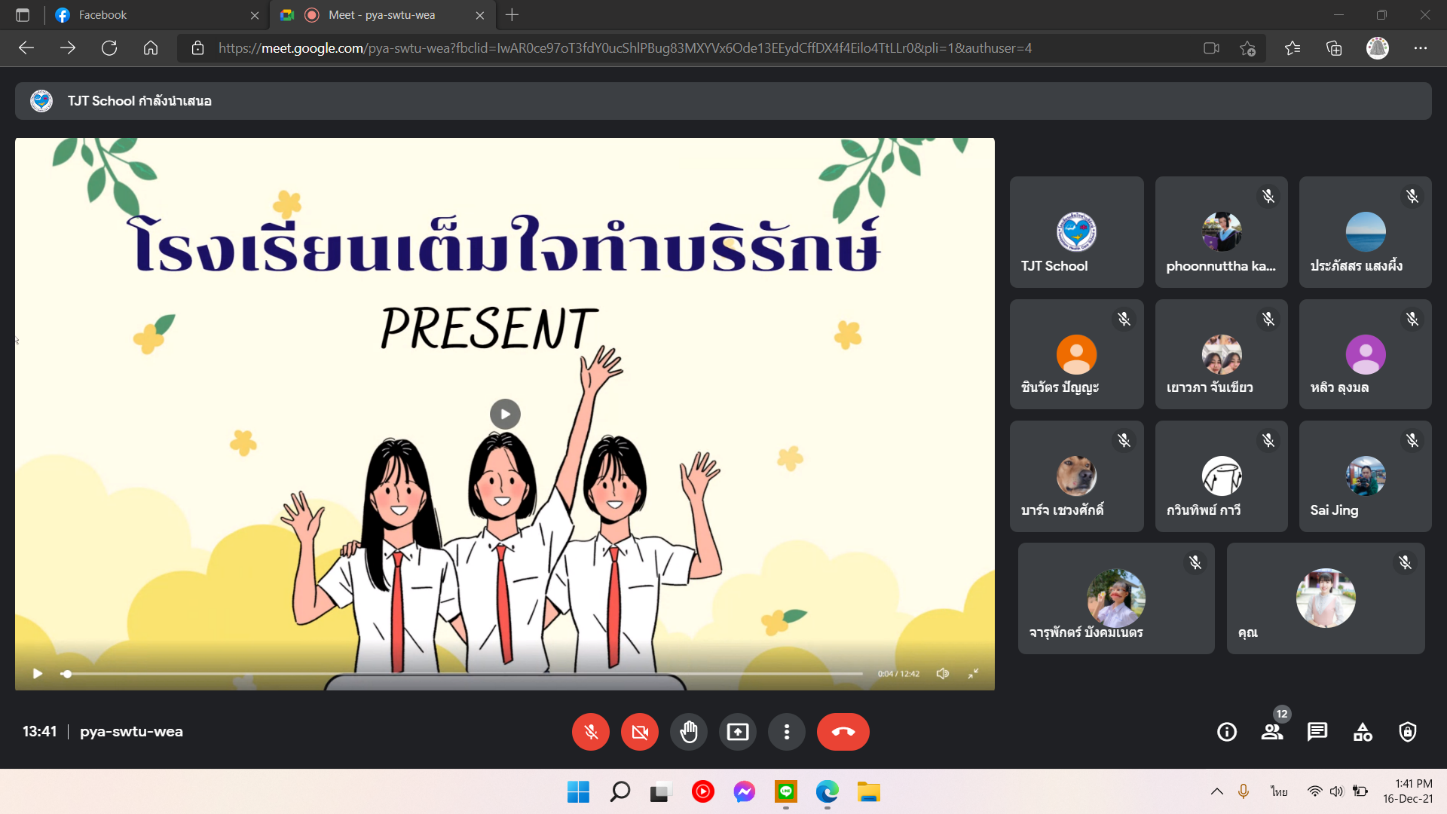 Facebook
Meet - pya-swtu-wea
https://meet.google.com/pya-swtu-wea?fbclid=IwAR0ce97oT3fdY0ucShlPBug83MXYVx6Ode13EEydCffDX4f4Eilo4TtLLr0&pli=1&authuser=4
TJT School กำลังนำเสนอ
โรงเรียนเต็มใจทำบริรักษ์
PRESENT
0:04 / 12:42
TJT School
phoonnuttha ka...
ประภัสสร แสงผึ้ง
ชินวัตร ปัญญะ
เยาวภา จันเขียว
หลิว ลุงมล
บาร์จ เชวงศักดิ์
กวินทิพย์ กาวี
Sai Jing
จารุพักตร์ บังคมเนตร
คุณ
13:41 | pya-swtu-wea
12
ไทย
1:41 PM
16-Dec-21